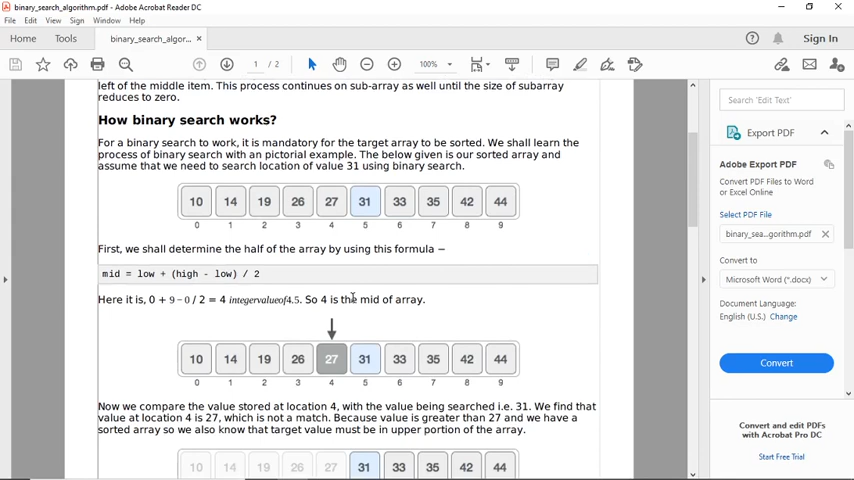 binary_search_algorithm.pdf - Adobe Acrobat Reader DC
File Edit View Sign Window Help
Home Tools binary_search_algor... ×
Sign In
1 / 2 100%
left of the middle item. This process continues on sub-array as well until the size of subarray
reduces to zero.
How binary search works?
For a binary search to work, it is mandatory for the target array to be sorted. We shall learn the
process of binary search with an pictorial example. The below given is our sorted array and
assume that we need to search location of value 31 using binary search.
10 14 19 26 27 31 33 35 42 44
0 1 2 3 4 5 6 7 8 9
First, we shall determine the half of the array by using this formula −
mid = low + (high - low) / 2
Here it is, 0 + 9 − 0 / 2 = 4 integervalueof4.5. So 4 is the mid of array.
10 14 19 26 27 31 33 35 42 44
0 1 2 3 4 5 6 7 8 9
Now we compare the value stored at location 4, with the value being searched i.e. 31. We find that
value at location 4 is 27, which is not a match. Because value is greater than 27 and we have a
sorted array so we also know that target value must be in upper portion of the array.
10 14 19 26 27 31 33 35 42 44
Search 'Edit Text'
Export PDF
Adobe Export PDF
Convert PDF Files to Word
or Excel Online
Select PDF File
binary_sea...gorithm.pdf
Convert to
Microsoft Word (*.docx)
Document Language:
English (U.S.) Change
Convert
Convert and edit PDFs
with Acrobat Pro DC
Start Free Trial